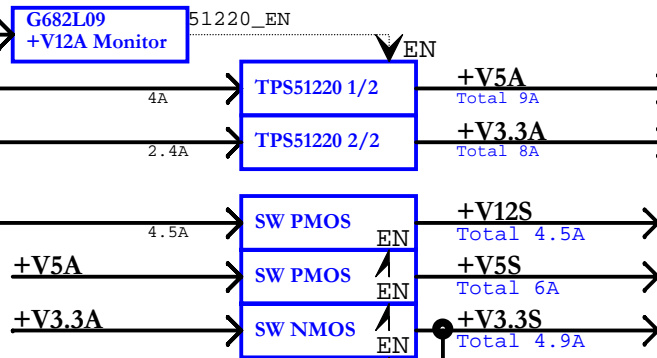 G682L09
+V12A Monitor
51220_EN
EN
4A
TPS51220 1/2
+V5A
Total 9A
2.4A
TPS51220 2/2
+V3.3A
Total 8A
4.5A
SW PMOS
EN
+V12S
Total 4.5A
+V5A
SW PMOS
EN
+V5S
Total 6A
+V3.3A
SW NMOS
EN
+V3.3S
Total 4.9A